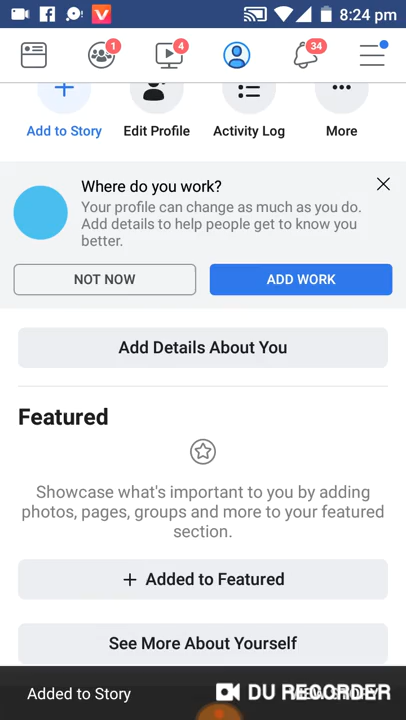 8:24 pm
1
4
34
Add to Story
Edit Profile
Activity Log
More
Where do you work?
Your profile can change as much as you do.
Add details to help people get to know you
better.
NOT NOW
ADD WORK
Add Details About You
Featured
Showcase what's important to you by adding
photos, pages, groups and more to your featured
section.
+ Added to Featured
See More About Yourself
Added to Story
DU RECORDER